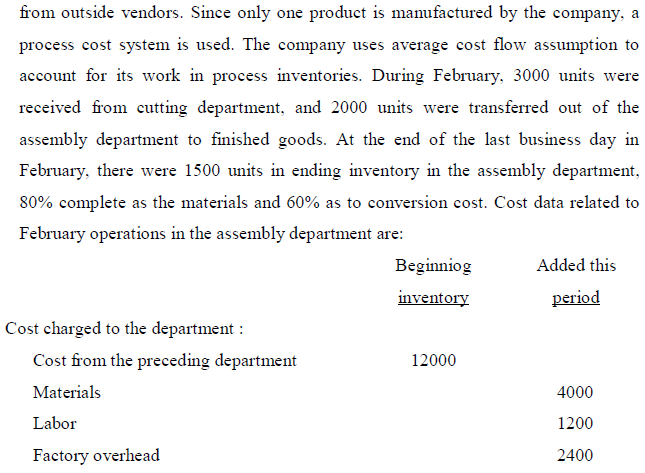 from outside vendors. Since only one product is manufactured by the company, a
process cost system is used. The company uses average cost flow assumption to
account for its work in process inventories. During February, 3000 units were
received from cutting department, and 2000 units were transferred out of the
assembly department to finished goods. At the end of the last business day in
February, there were 1500 units in ending inventory in the assembly department,
80% complete as the materials and 60% as to conversion cost. Cost data related to
February operations in the assembly department are:
Beginniog Added this
inventory period
Cost charged to the department :
Cost from the preceding department 12000
Materials 4000
Labor 1200
Factory overhead 2400